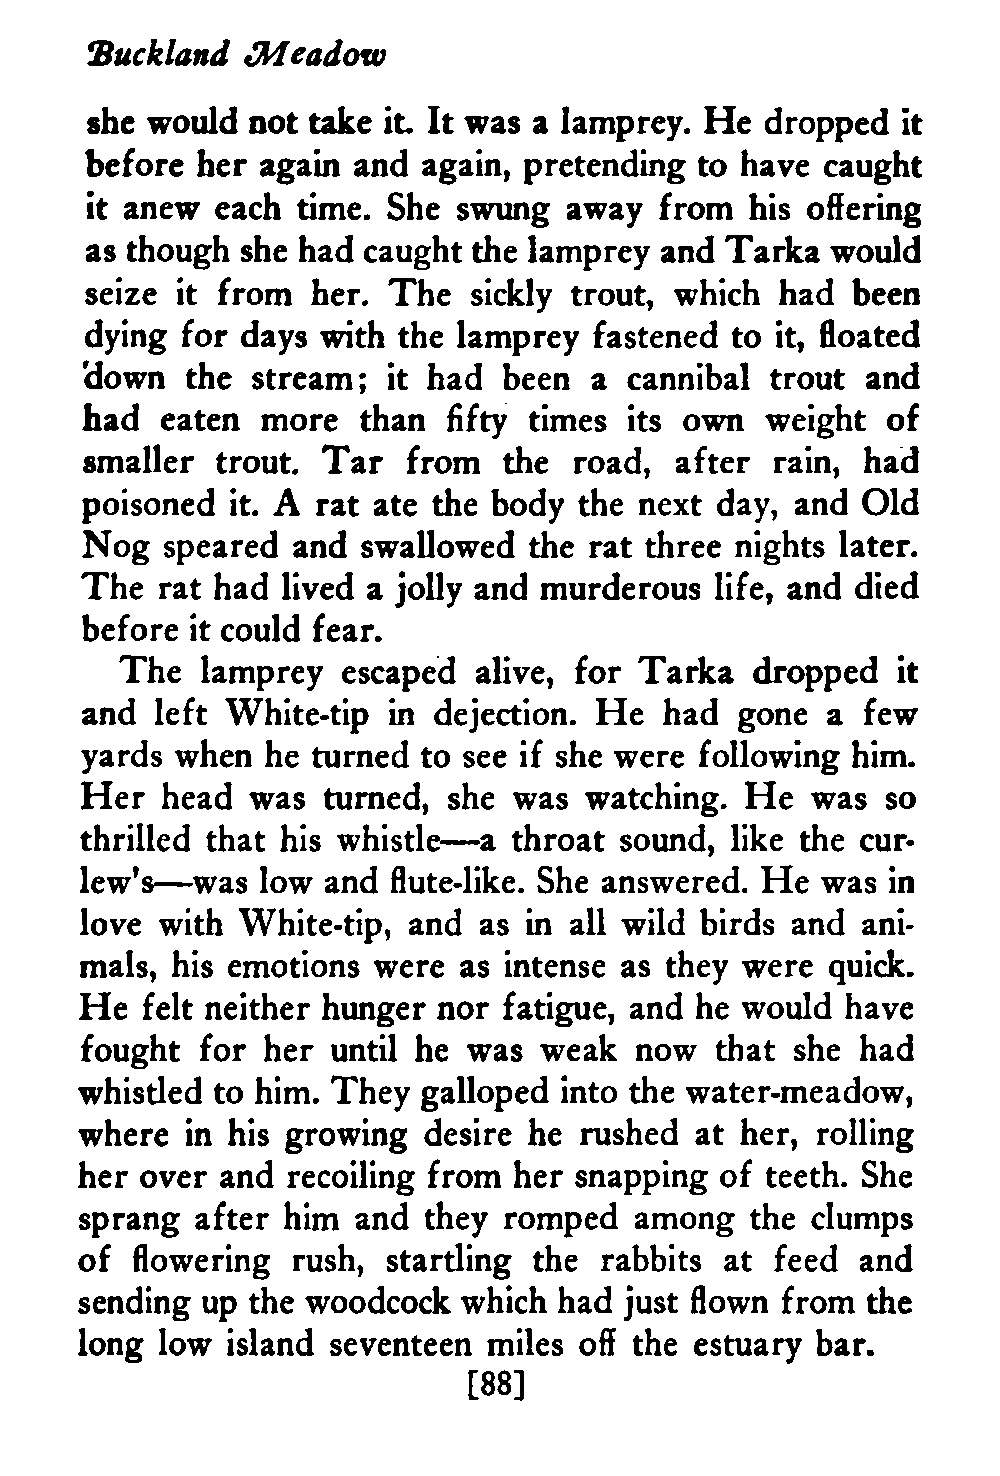 Buckland Meadow
she would not take it. It was a lamprey. He dropped it
before her again and again, pretending to have caught
it anew each time. She swung away from his offering
as though she had caught the lamprey and Tarka would
seize it from her. The sickly trout, which had been
dying for days with the lamprey fastened to it, floated
down the stream; it had been a cannibal trout and
had eaten more than fifty times its own weight of
smaller trout. Tar from the road, after rain, had
poisoned it. A rat ate the body the next day, and Old
Nog speared and swallowed the rat three nights later.
The rat had lived a jolly and murderous life, and died
before it could fear.
The lamprey escaped alive, for Tarka dropped it
and left White-tip in dejection. He had gone a few
yards when he turned to see if she were following him.
Her head was turned, she was watching. He was so
thrilled that his whistle—a throat sound, like the cur-
lew's—was low and flute-like. She answered. He was in
love with White-tip, and as in all wild birds and ani-
mals, his emotions were as intense as they were quick.
He felt neither hunger nor fatigue, and he would have
fought for her until he was weak now that she had
whistled to him. They galloped into the water-meadow,
where in his growing desire he rushed at her, rolling
her over and recoiling from her snapping of teeth. She
sprang after him and they romped among the clumps
of flowering rush, startling the rabbits at feed and
sending up the woodcock which had just flown from the
long low island seventeen miles off the estuary bar.
[88]